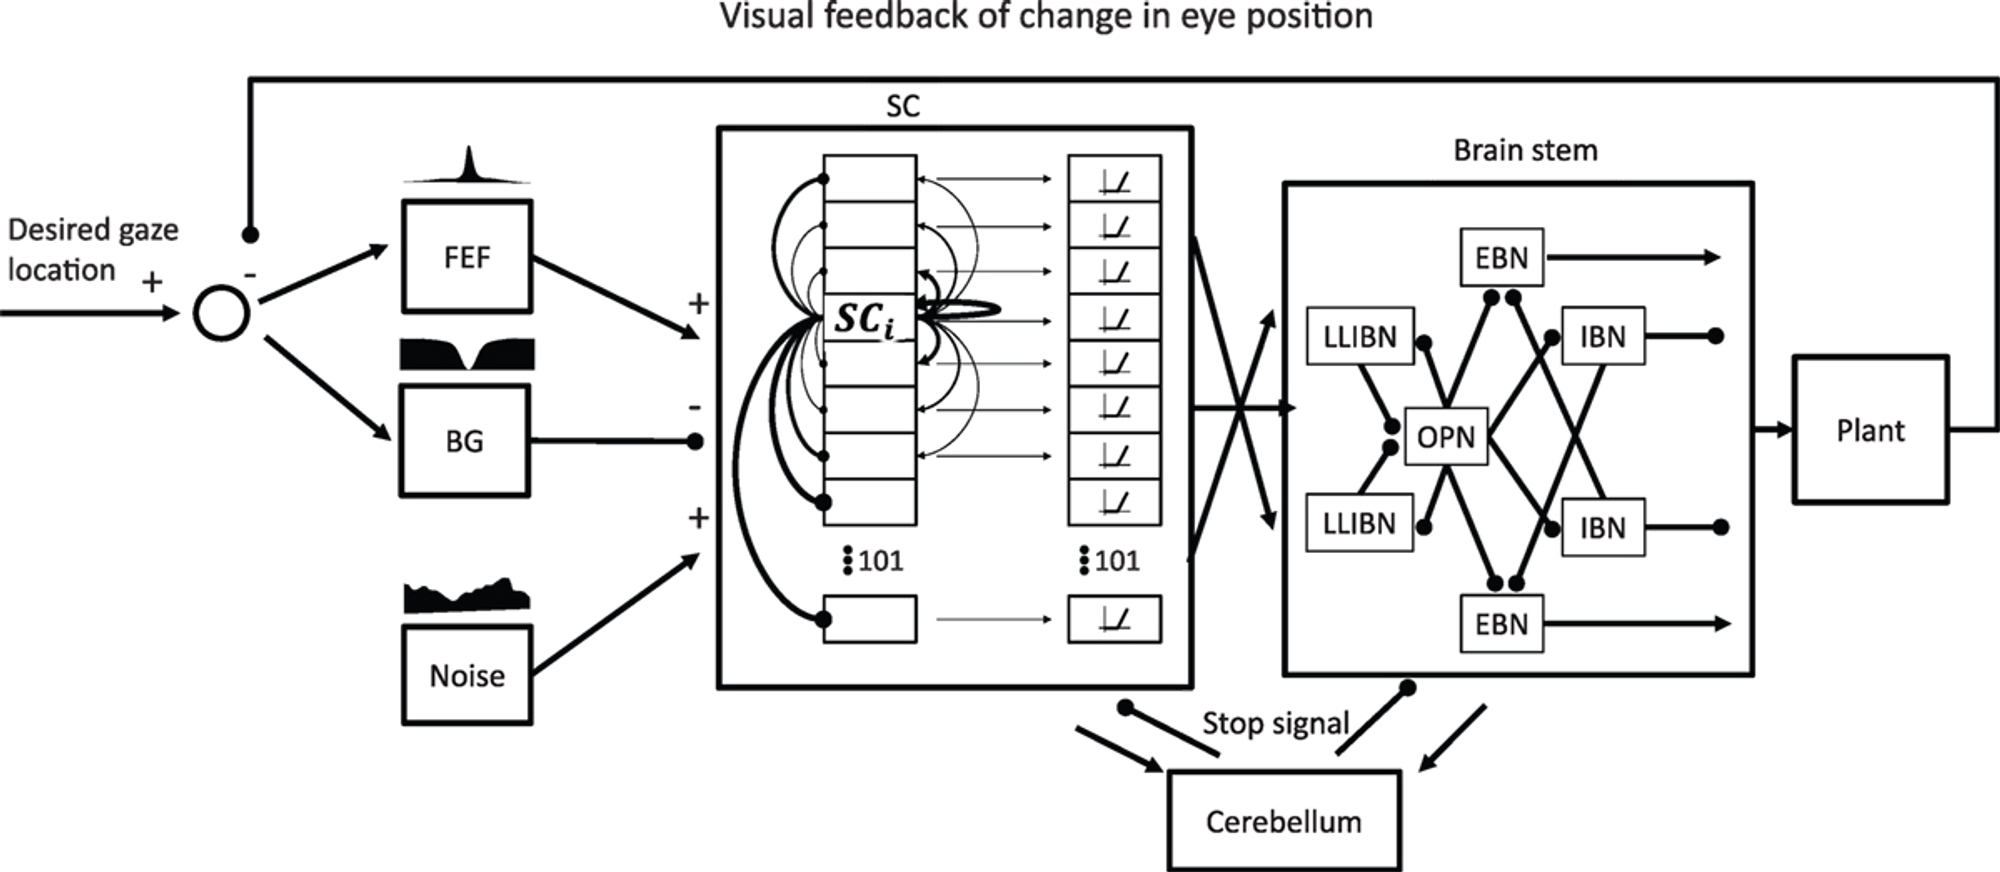 Visual feedback of change in eye position
SC
Brain stem
Desired gaze
location
+
-
FEF
BG
Noise
+
-
+
SCi
101
101
EBN
LLIBN
IBN
OPN
LLIBN
IBN
EBN
Plant
Stop signal
Cerebellum